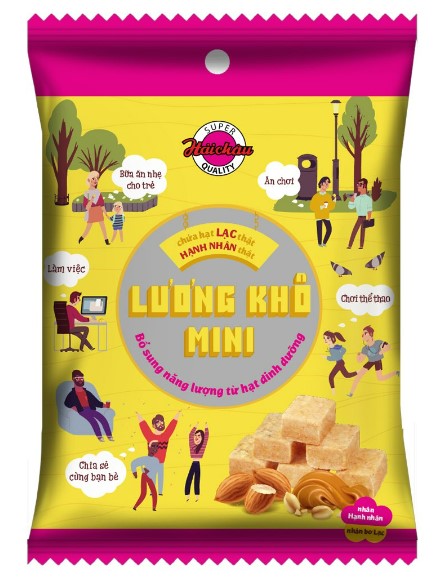 SUPER
Haichau
QUALITY
Bữa ăn nhẹ
cho trẻ
Ăn chơi
chứa hạt LẠC thật
HẠNH NHÂN thật
Làm việc
LƯƠNG KHÔ
MINI
Bổ sung năng lượng từ hạt dinh dưỡng
Chơi thể thao
Chia sẻ
cùng bạn bè
nhân
Hạnh nhân
nhân bơ Lạc